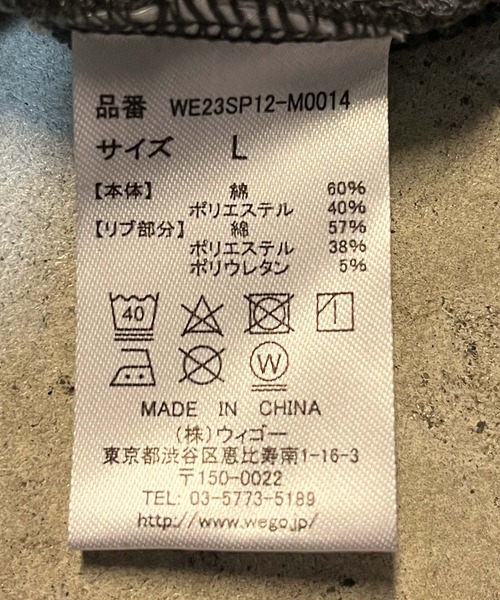 品番 WE23SP12-M0014
サイズ L
【本体】 綿 60%
ポリエステル 40%
【リブ部分】 綿 57%
ポリエステル 38%
ポリウレタン 5%
40
W
MADE IN CHINA
(株)ウィゴー
東京都渋谷区恵比寿南1-16-3
〒150-0022
TEL: 03-5773-5189
http://www.wego.jp/